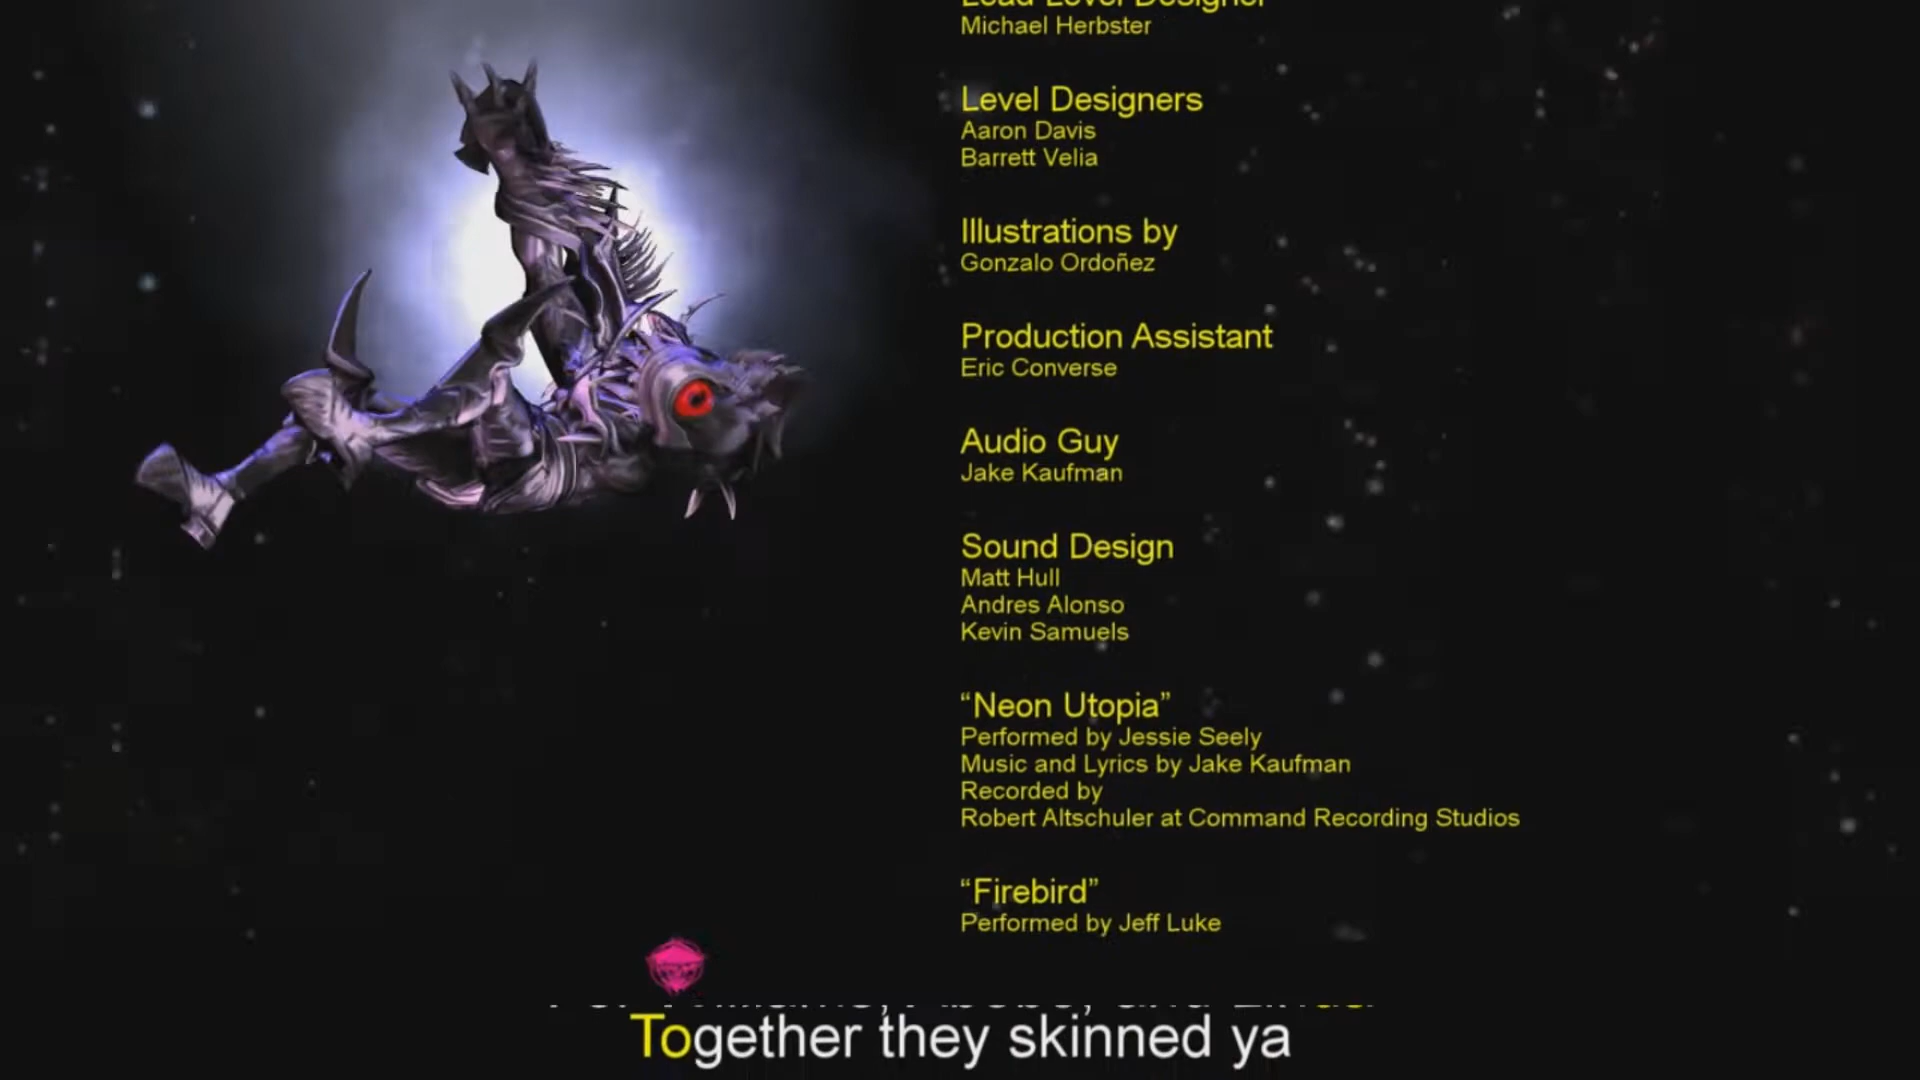 Lead Level Designer
Michael Herbster
Level Designers
Aaron Davis
Barrett Velia
Illustrations by
Gonzalo Ordoñez
Production Assistant
Eric Converse
Audio Guy
Jake Kaufman
Sound Design
Matt Hull
Andres Alonso
Kevin Samuels
“Neon Utopia”
Performed by Jessie Seely
Music and Lyrics by Jake Kaufman
Recorded by
Robert Altschuler at Command Recording Studios
“Firebird”
Performed by Jeff Luke
Together they skinned ya